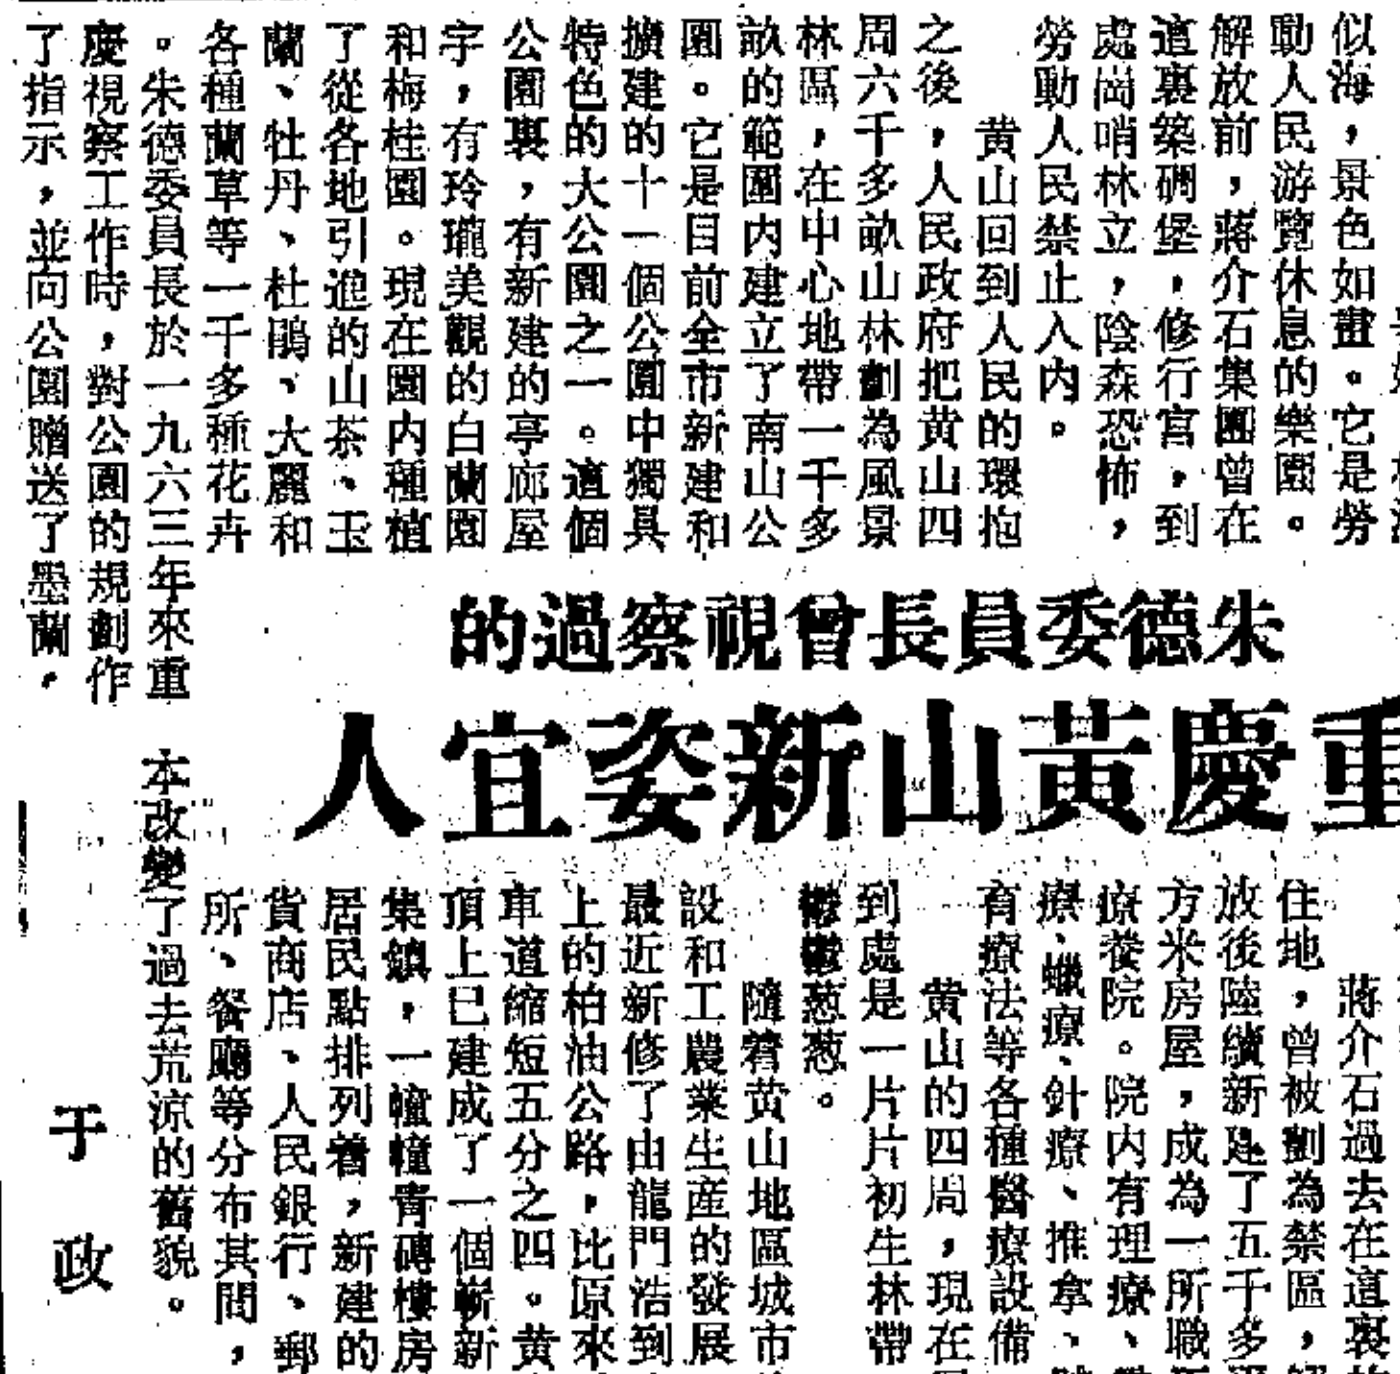 朱德委員長曾視察過的
重慶黃山新姿宜人
似海，景色如畫。它是勞
動人民游覽休息的樂園。
解放前，蔣介石集團曾在
這裏築碉堡，修行宮，到
處崗哨林立，陰森恐怖，
勞動人民禁止入內。
黃山回到人民的環抱
之後，人民政府把黃山四
周六千多畝山林劃為風景
林區，在中心地帶一千多
畝的範圍內建立了南山公
園。它是目前全市新建和
擴建的十一個公園中獨具
特色的大公園之一。這個
公園裏，有新建的亭廊屋
宇，有玲瓏美觀的白蘭園
和梅桂園。現在園內種植
了從各地引進的山茶、玉
蘭、牡丹、杜鵑、大麗和
各種蘭草等一千多種花卉
。朱德委員長於一九六三年來重
慶視察工作時，對公園的規劃作
了指示，並向公園贈送了墨蘭，
蔣介石過去在這裏
住地，曾被劃為禁區，
放後陸續新建了五千多
方米房屋，成為一所職
療養院。院內有理療、
療、蠟療、針療、推拿、
有療法等各種醫療設備
黃山的四周，現在
到處是一片片初生林帶
鬱鬱葱葱。
隨着黃山地區城市
設和工農業生產的發展
最近新修了由龍門浩到
上的柏油公路，比原來
車道縮短五分之四。黃
頂上已建成了一個嶄新
集鎮，一幢幢青磚樓房
居民點排列着，新建的
貨商店、人民銀行、郵
所、餐廳等分布其間，
本改變了過去荒涼的舊貌。
于政